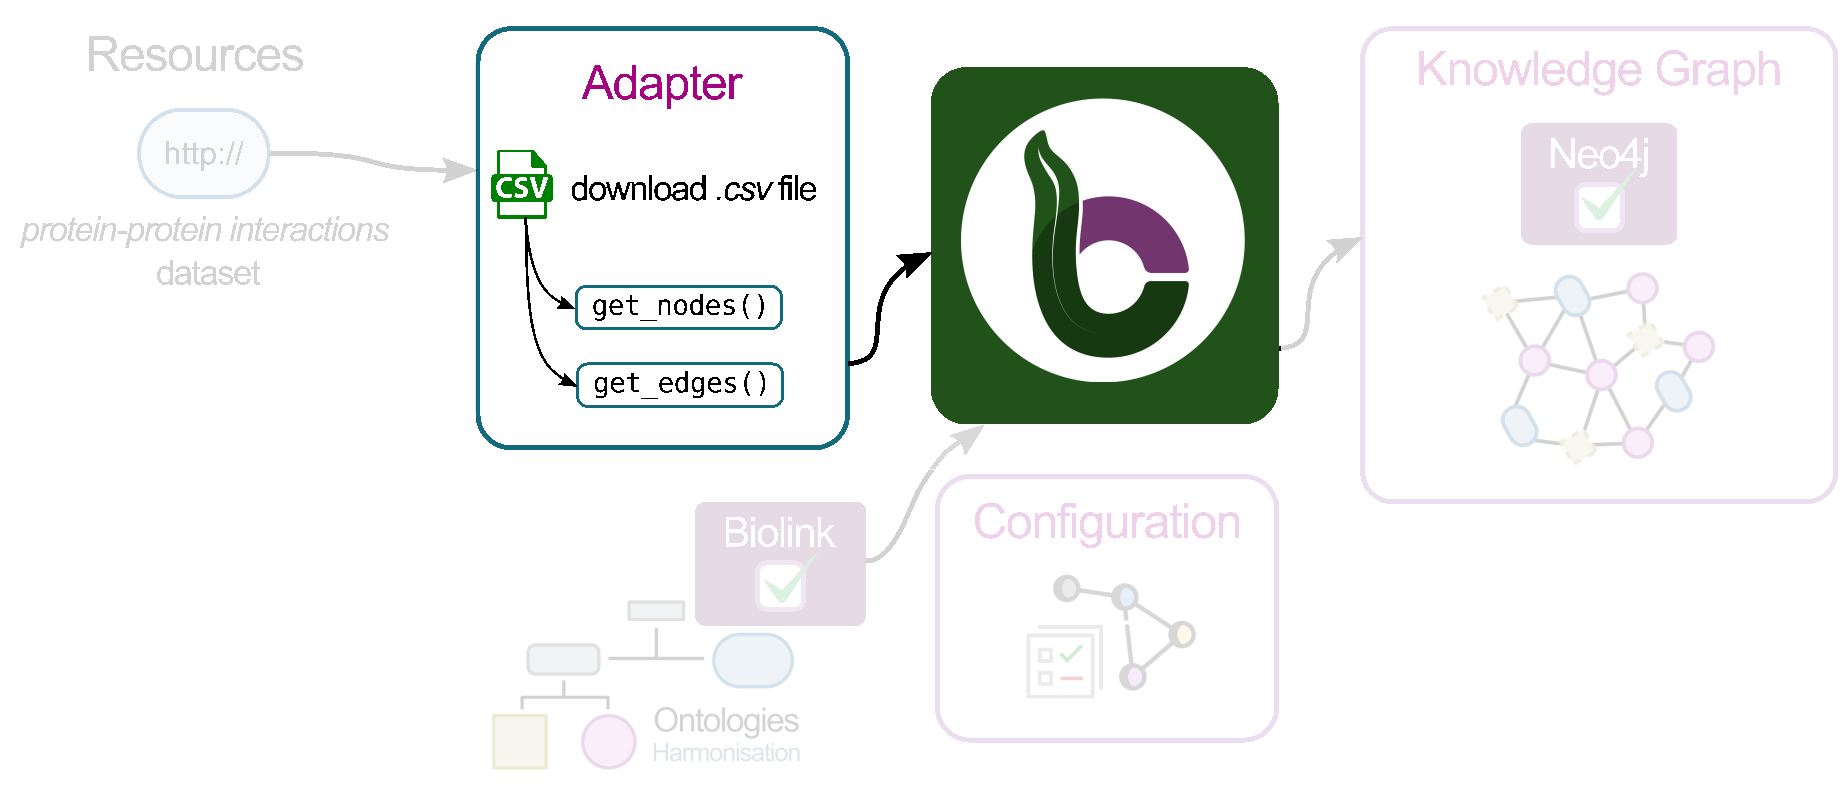 Resources
http://
protein-protein interactions
dataset
Adapter
CSV
download .csv file
get_nodes()
get_edges()
Knowledge Graph
Neo4j
Biolink
Ontologies
Harmonisation
Configuration